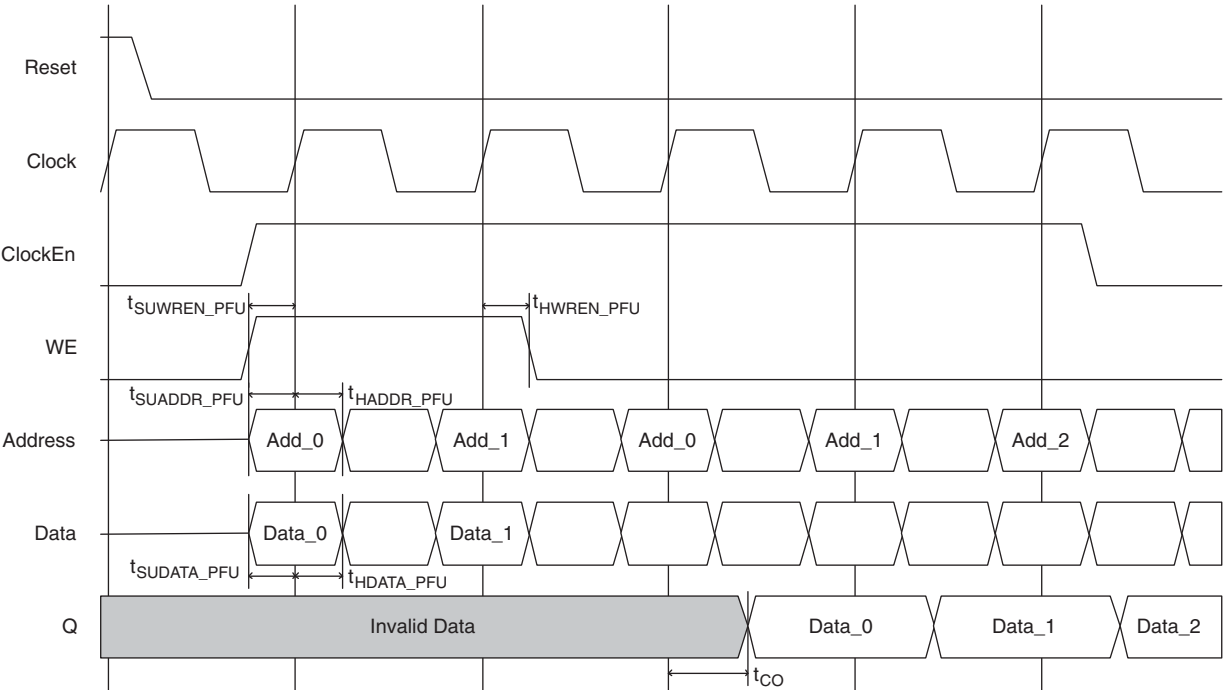 Reset
Clock
ClockEn
tSUWREN_PFU tHWREN_PFU
WE
tSUADDR_PFU tHADDR_PFU
Address Add_0 Add_1 Add_0 Add_1 Add_2
Data Data_0 Data_1
tSUDATA_PFU tHDATA_PFU
Q Invalid Data Data_0 Data_1 Data_2
tCO